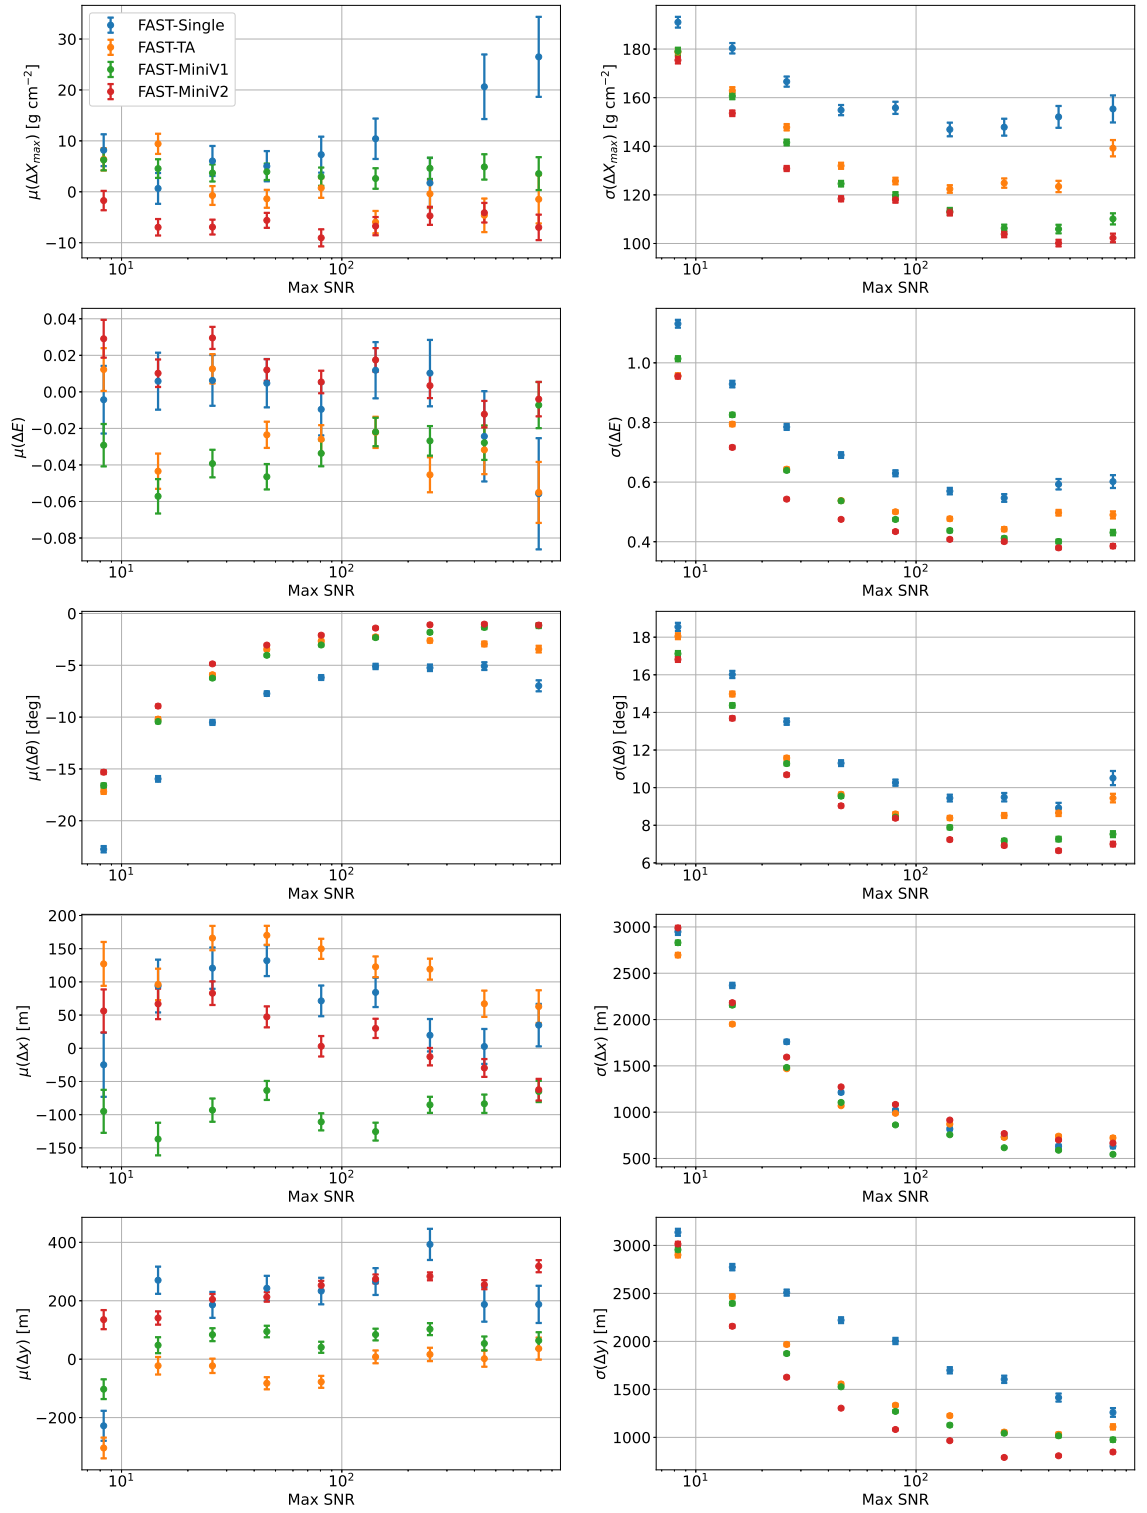 FAST-Single
FAST-TA
FAST-MiniV1
FAST-MiniV2
μ(ΔX_max) [g cm⁻²]
30
20
10
0
−10
10¹ 10²
Max SNR
σ(ΔX_max) [g cm⁻²]
180
160
140
120
100
10¹ 10²
Max SNR
μ(ΔE)
0.04
0.02
0.00
−0.02
−0.04
−0.06
−0.08
10¹ 10²
Max SNR
σ(ΔE)
1.0
0.8
0.6
0.4
10¹ 10²
Max SNR
μ(Δθ) [deg]
0
−5
−10
−15
−20
10¹ 10²
Max SNR
σ(Δθ) [deg]
18
16
14
12
10
8
6
10¹ 10²
Max SNR
μ(Δx) [m]
200
150
100
50
0
−50
−100
−150
10¹ 10²
Max SNR
σ(Δx) [m]
3000
2500
2000
1500
1000
500
10¹ 10²
Max SNR
μ(Δy) [m]
400
200
0
−200
10¹ 10²
Max SNR
σ(Δy) [m]
3000
2500
2000
1500
1000
10¹ 10²
Max SNR